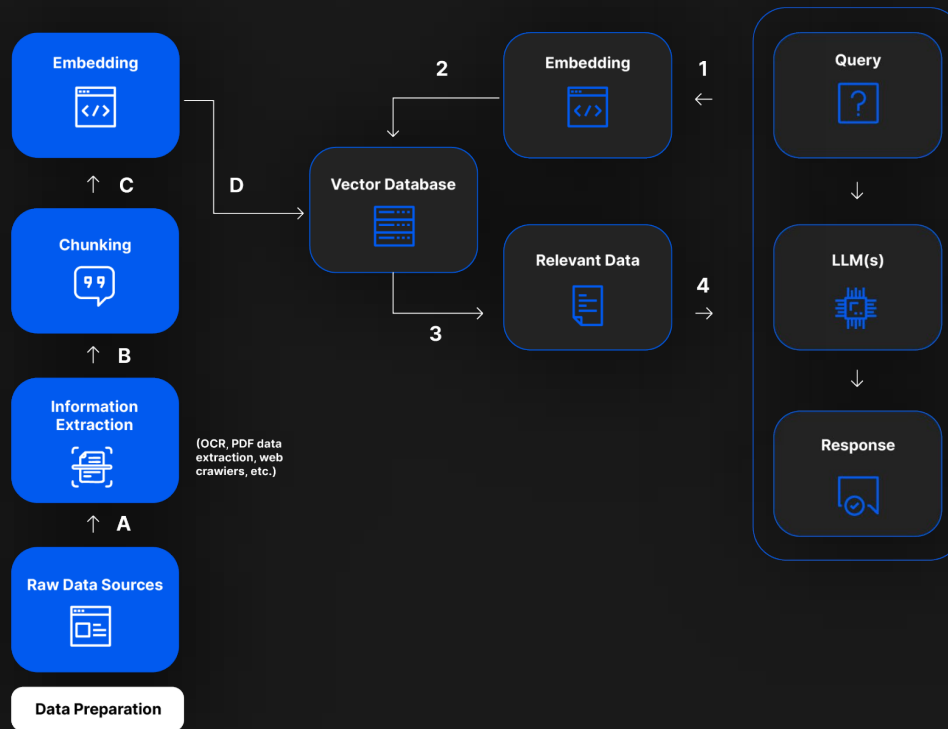 Embedding
C
Chunking
B
Information
Extraction
(OCR, PDF data
extraction, web
crawiers, etc.)
A
Raw Data Sources
Data Preparation
D
2
Embedding
1
Vector Database
3
Relevant Data
4
Query
LLM(s)
Response